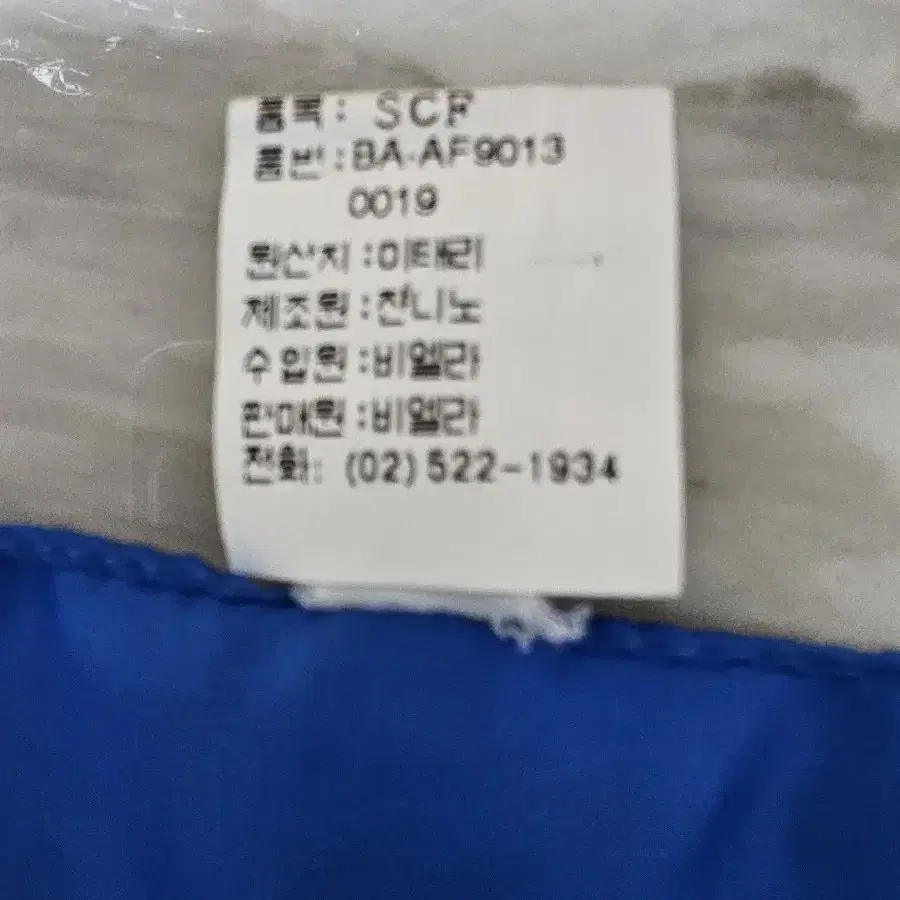 품목: SCF
품번:BA-AF9013
0019
원산지:이태리
제조원:쟌니노
수입원:비엘라
판매원:비엘라
전화: (02)522-1934